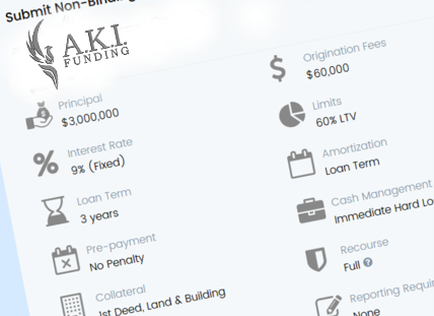 Submit Non-Bindin
A.K.I.
FUNDING
Origination Fees
$60,000
Principal
$3,000,000
Limits
60% LTV
Interest Rate
9% (Fixed)
Amortization
Loan Term
Loan Term
3 years
Cash Management
Immediate Hard Lo
Pre-payment
No Penalty
Recourse
Full ?
Collateral
1st Deed, Land & Building
Reporting Requir
None